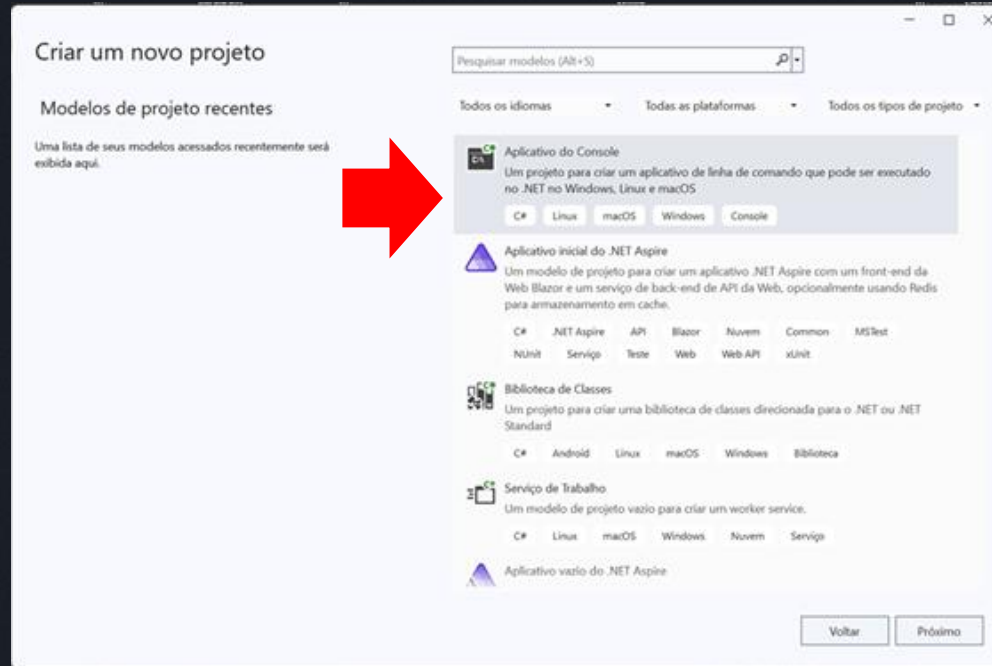 Criar um novo projeto
Pesquisar modelos (Alt+S)
Modelos de projeto recentes
Todos os idiomas Todas as plataformas Todos os tipos de projeto
Uma lista de seus modelos acessados recentemente será
exibida aqui.
Aplicativo do Console
Um projeto para criar um aplicativo de linha de comando que pode ser executado
no .NET no Windows, Linux e macOS
C# Linux macOS Windows Console
Aplicativo inicial do .NET Aspire
Um modelo de projeto para criar um aplicativo .NET Aspire com um front-end da
Web Blazor e um serviço de back-end de API da Web, opcionalmente usando Redis
para armazenamento em cache.
C# .NET Aspire API Blazor Nuvem Common MSTest
NUnit Serviço Teste Web Web API xUnit
Biblioteca de Classes
Um projeto para criar uma biblioteca de classes direcionada para o .NET ou .NET
Standard
C# Android Linux macOS Windows Biblioteca
Serviço de Trabalho
Um modelo de projeto vazio para criar um worker service.
C# Linux macOS Windows Nuvem Serviço
Aplicativo vazio do .NET Aspire
Voltar Próximo